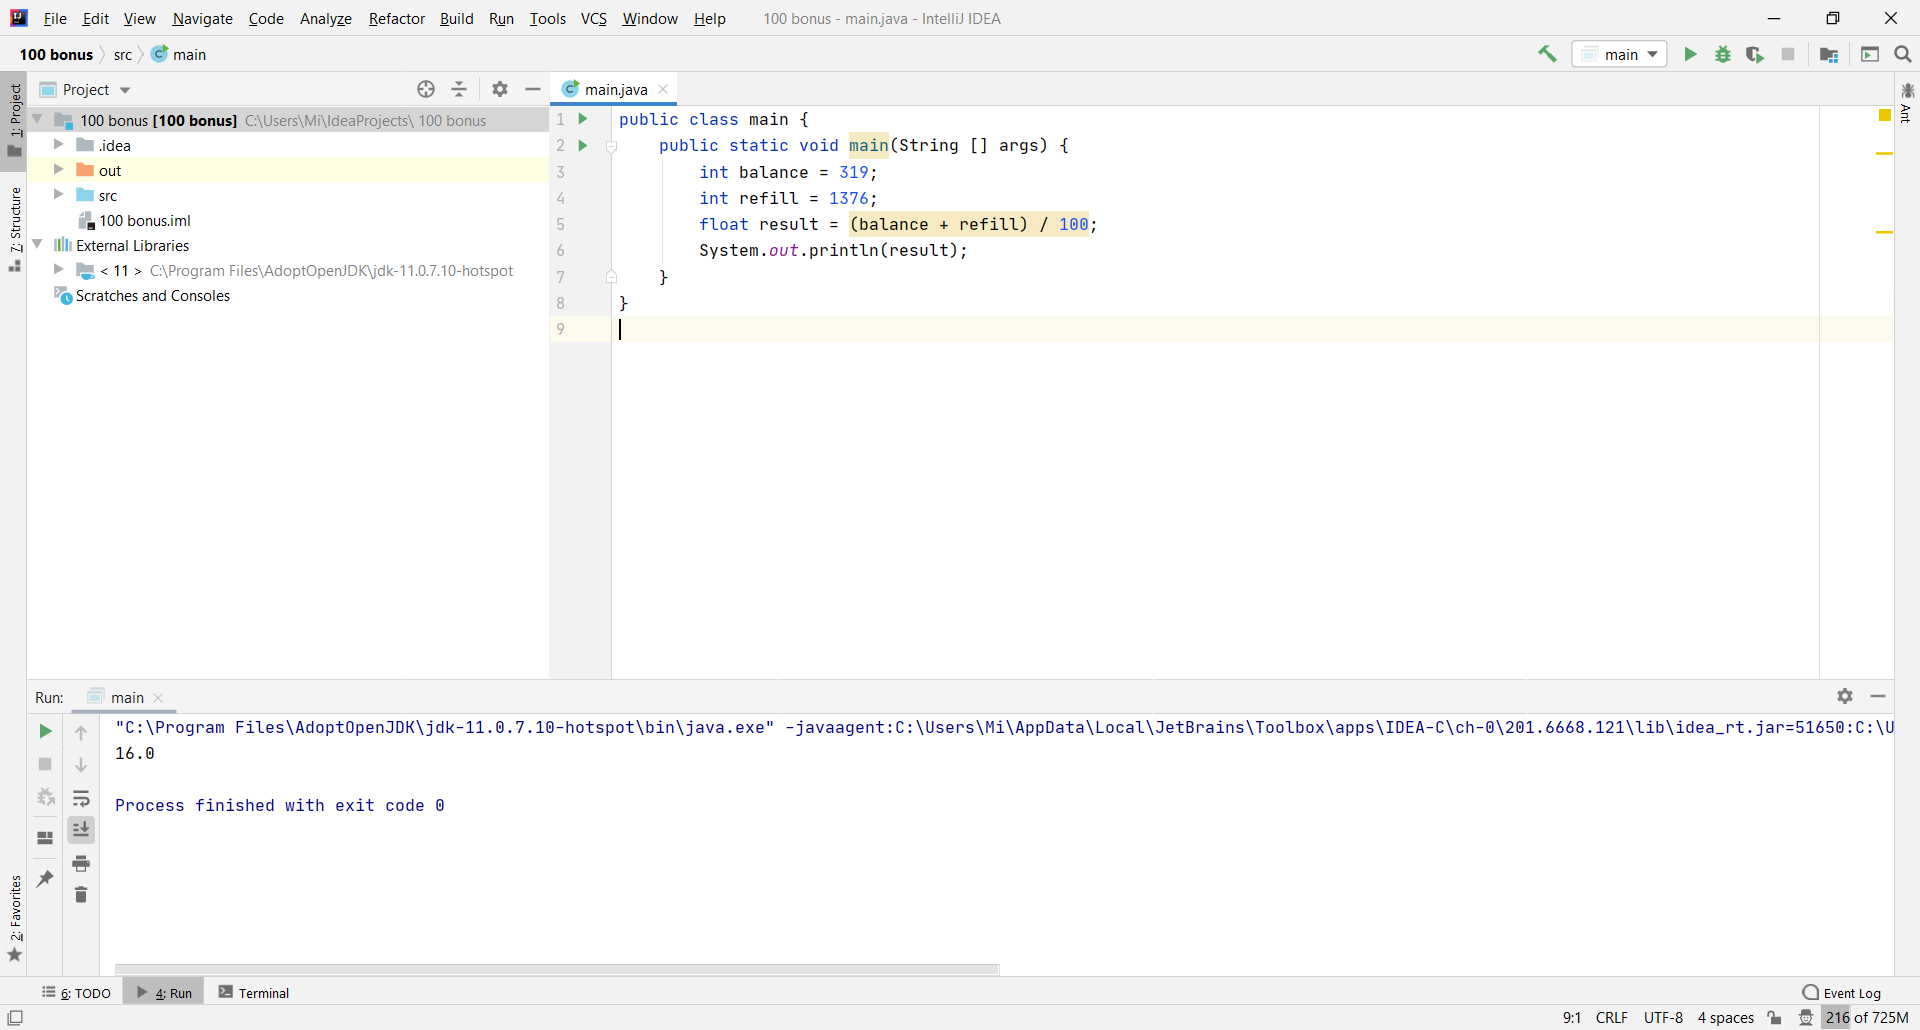 File Edit View Navigate Code Analyze Refactor Build Run Tools VCS Window Help 100 bonus - main.java - IntelliJ IDEA
100 bonus src main main
1: Project
7: Structure
2: Favorites
Project
100 bonus [100 bonus] C:\Users\Mi\IdeaProjects\ 100 bonus
.idea
out
src
100 bonus.iml
External Libraries
< 11 > C:\Program Files\AdoptOpenJDK\jdk-11.0.7.10-hotspot
Scratches and Consoles
main.java
1 public class main {
2 public static void main(String [] args) {
3 int balance = 319;
4 int refill = 1376;
5 float result = (balance + refill) / 100;
6 System.out.println(result);
7 }
8 }
9
Ant
Run: main
"C:\Program Files\AdoptOpenJDK\jdk-11.0.7.10-hotspot\bin\java.exe" -javaagent:C:\Users\Mi\AppData\Local\JetBrains\Toolbox\apps\IDEA-C\ch-0\201.6668.121\lib\idea_rt.jar=51650:C:\U
16.0
Process finished with exit code 0
6: TODO 4: Run Terminal Event Log
9:1 CRLF UTF-8 4 spaces 216 of 725M